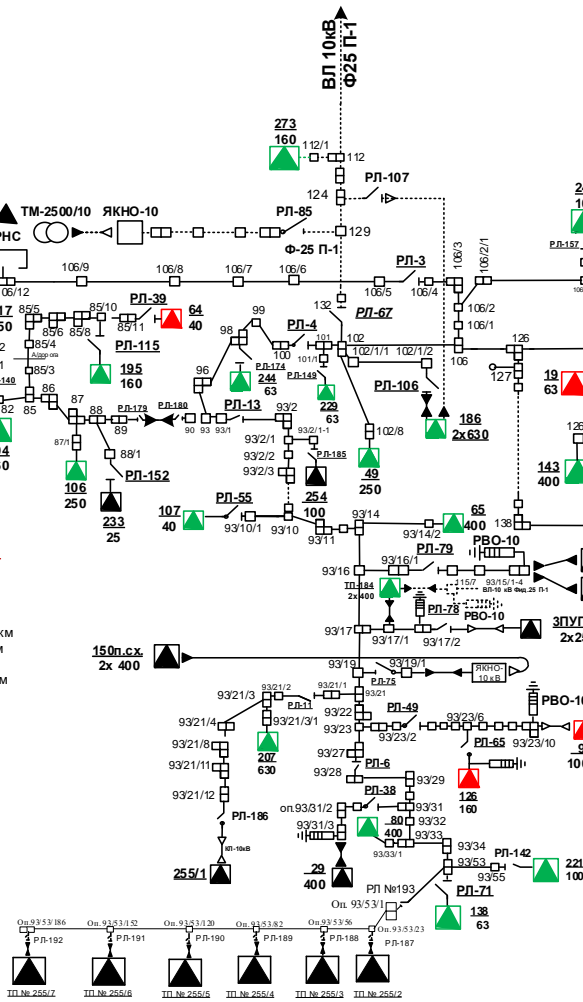 ВЛ 10кВ
Ф25 П-1
273
160
112/1
112
РЛ-107
124
ТМ-2500/10
ЯКНО-10
РЛ-85
129
РНС
Ф-25 П-1
РЛ-157
106/12
106/9
106/8
106/7
106/6
106/5
РЛ-3
106/4
106/3
106/2/1
106/2
106/1
106
85/5
85/6
85/8
85/10
85/11
РЛ-39
64
40
85/4
А/дорога
85/3
82
85
86
87
РЛ-115
195
160
99
98
100
РЛ-4
101
101/1
102
132
РЛ-67
102/1/1
102/1/2
126
127
РЛ-174
244
63
РЛ-149
229
63
РЛ-106
186
2х630
19
63
96
88
89
РЛ-179
РЛ-180
90
93
93/1
РЛ-13
93/2
87/1
88/1
РЛ-152
106
250
233
25
93/2/1
93/2/1-1
93/2/2
РЛ-185
93/2/3
254
100
102/8
49
250
143
400
107
40
РЛ-55
93/10/1
93/10
93/11
93/14
93/14/2
65
400
138
93/16
93/16/1
РЛ-79
РВО-10
ТП-184
2х 400
115/7
93/15/1-4
ВЛ-10 кВ Фид.25 П-1
РЛ-78
РВО-10
93/17
93/17/1
93/17/2
150п.сх.
2х 400
93/19
93/19/1
РЛ-75
ЯКНО-
10 кВ
93/21/3
93/21/2
РЛ-11
93/21/1
93/21
93/21/4
93/21/3/1
93/22
93/23
93/23/2
РЛ-49
93/23/6
93/23/10
РЛ-65
93/21/8
207
630
93/27
РЛ-6
93/21/11
93/28
93/29
126
160
93/21/12
оп.93/31/2
РЛ-38
93/31
РЛ-186
93/31/3
80
400
93/32
93/33
93/33/1
93/34
КЛ-10кВ
255/1
29
400
93/53
РЛ-142
93/55
РЛ №193
РЛ-71
Оп. 93/53/1
138
63
Оп. 93/53/186
Оп. 93/53/152
Оп. 93/53/120
Оп. 93/53/82
Оп. 93/53/56
Оп. 93/53/23
РЛ-192
РЛ-191
РЛ-190
РЛ-189
РЛ-188
РЛ-187
ТП № 255/7
ТП № 255/6
ТП № 255/5
ТП № 255/4
ТП № 255/3
ТП № 255/2